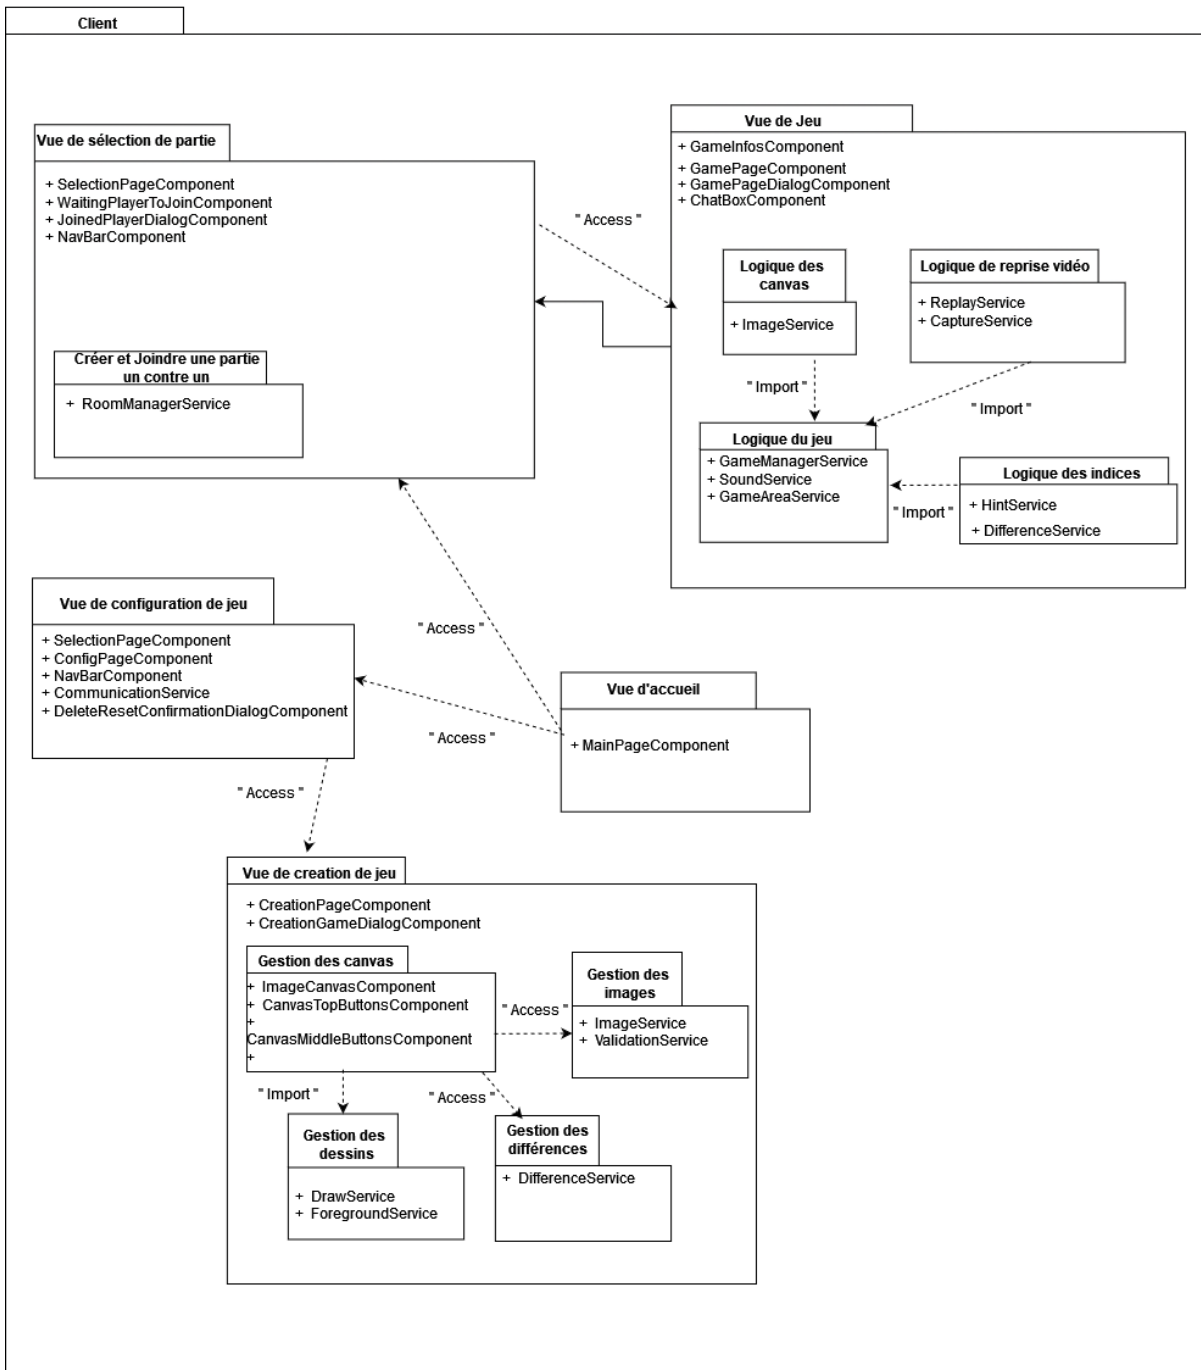 Client
Vue de sélection de partie
+ SelectionPageComponent
+ WaitingPlayerToJoinComponent
+ JoinedPlayerDialogComponent
+ NavBarComponent
Créer et Joindre une partie
un contre un
+ RoomManagerService
" Access "
Vue de Jeu
+ GameInfosComponent
+ GamePageComponent
+ GamePageDialogComponent
+ ChatBoxComponent
Logique des
canvas
+ ImageService
Logique de reprise vidéo
+ ReplayService
+ CaptureService
" Import "
" Import "
Logique du jeu
+ GameManagerService
+ SoundService
+ GameAreaService
" Import "
Logique des indices
+ HintService
+ DifferenceService
Vue de configuration de jeu
+ SelectionPageComponent
+ ConfigPageComponent
+ NavBarComponent
+ CommunicationService
+ DeleteResetConfirmationDialogComponent
" Access "
" Access "
Vue d'accueil
+ MainPageComponent
" Access "
Vue de creation de jeu
+ CreationPageComponent
+ CreationGameDialogComponent
Gestion des canvas
+ ImageCanvasComponent
+ CanvasTopButtonsComponent
+
CanvasMiddleButtonsComponent
+
" Access "
Gestion des
images
+ ImageService
+ ValidationService
" Import "
" Access "
Gestion des
dessins
+ DrawService
+ ForegroundService
Gestion des
différences
+ DifferenceService